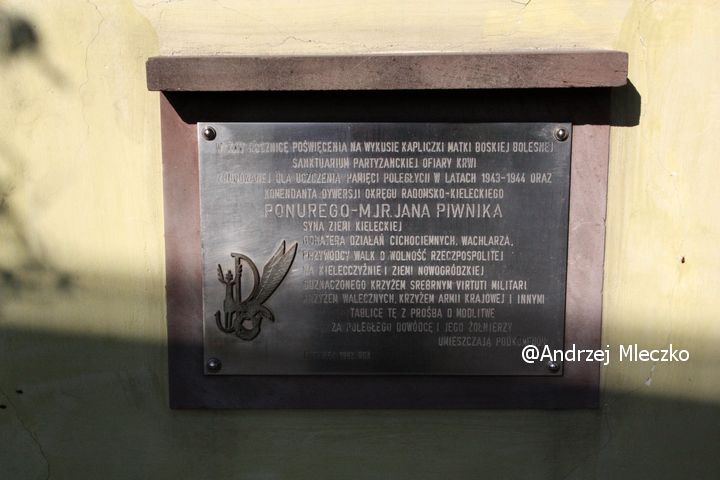 W XXV ROCZNICĘ POŚWIĘCENIA NA WYKUSIE KAPLICZKI MATKI BOSKIEJ BOLESNEJ
SANKTUARIUM PARTYZANCKIEJ OFIARY KRWI
ZBUDOWANEJ DLA UCZCZENIA PAMIĘCI POLEGŁYCH W LATACH 1943-1944 ORAZ
KOMENDANTA DYWERSJI OKRĘGU RADOMSKO-KIELECKIEGO
PONUREGO-MJR.JANA PIWNIKA
SYNA ZIEMI KIELECKIEJ
BOHATERA DZIAŁAŃ CICHOCIEMNYCH, WACHLARZA,
PRZYWÓDCY WALK O WOLNOŚĆ RZECZPOSPOLITEJ
NA KIELECCZYŹNIE I ZIEMI NOWOGRÓDZKIEJ
ODZNACZONEGO KRZYŻEM SREBRNYM VIRTUTI MILITARI
KRZYŻEM WALECZNYCH, KRZYŻEM ARMII KRAJOWEJ I INNYMI
TABLICĘ TĘ Z PROŚBĄ O MODLITWĘ
ZA POLEGŁEGO DOWÓDCĘ I JEGO ŻOŁNIERZY
UMIESZCZAJĄ PODKOMENDNI
1982
@Andrzej Mleczko